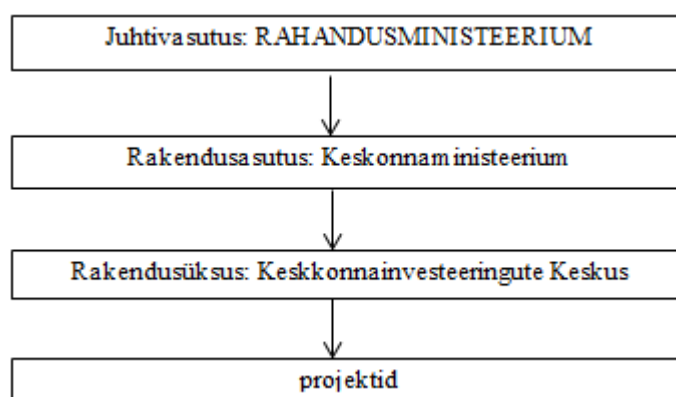 Juhtivasutus: RAHANDUSMINISTEERIUM
Rakendusasutus: Keskonnaministeerium
Rakendusüksus: Keskkonnainvesteeringute Keskus
projektid